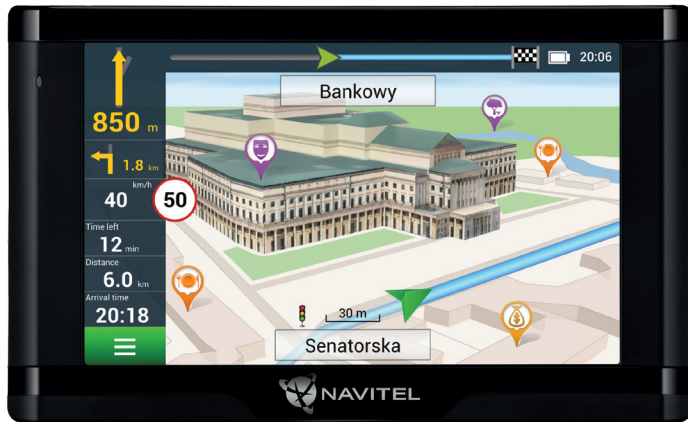 20:06
Bankowy
850 m
1.8 km
km/h
40
50
Time left
12 min
Distance
6.0 km
Arrival time
20:18
30 m
Senatorska
NAVITEL